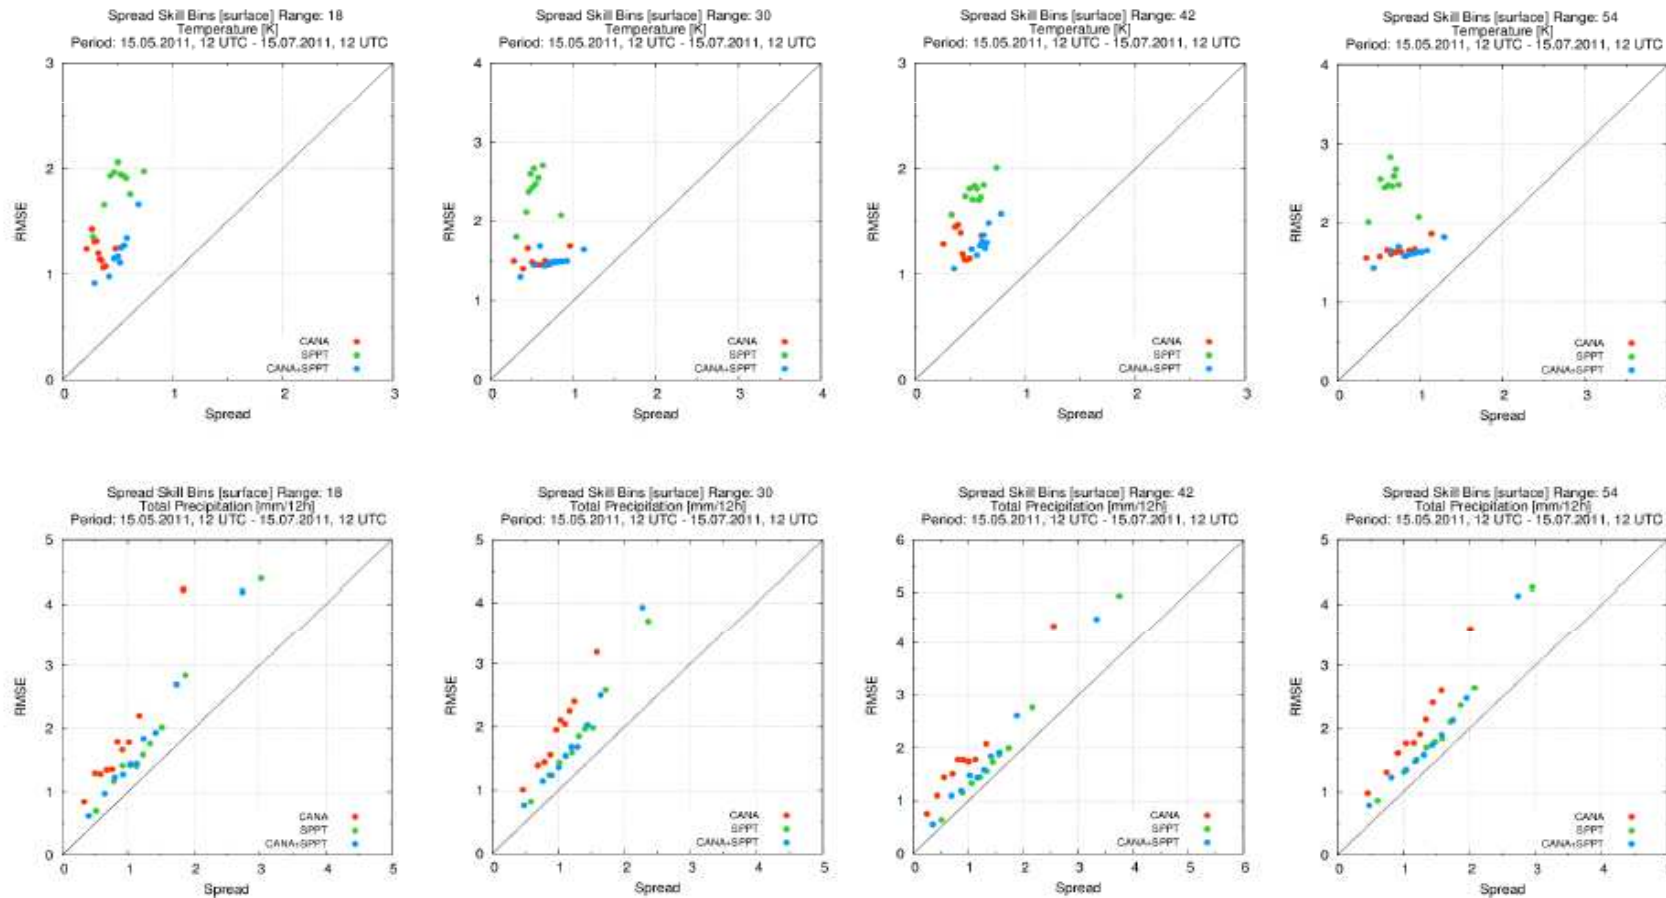 Spread Skill Bins [surface] Range: 18
Temperature [K]
Period: 15.05.2011, 12 UTC - 15.07.2011, 12 UTC
3
2
1
0
RMSE
0 1 2 3
Spread
CANA
SPPT
CANA+SPPT
Spread Skill Bins [surface] Range: 30
Temperature [K]
Period: 15.05.2011, 12 UTC - 15.07.2011, 12 UTC
4
3
2
1
0
RMSE
0 1 2 3 4
Spread
CANA
SPPT
CANA+SPPT
Spread Skill Bins [surface] Range: 42
Temperature [K]
Period: 15.05.2011, 12 UTC - 15.07.2011, 12 UTC
3
2
1
0
RMSE
0 1 2 3
Spread
CANA
SPPT
CANA+SPPT
Spread Skill Bins [surface] Range: 54
Temperature [K]
Period: 15.05.2011, 12 UTC - 15.07.2011, 12 UTC
4
3
2
1
0
RMSE
0 1 2 3
Spread
CANA
SPPT
CANA+SPPT
Spread Skill Bins [surface] Range: 18
Total Precipitation [mm/12h]
Period: 15.05.2011, 12 UTC - 15.07.2011, 12 UTC
5
4
3
2
1
0
RMSE
0 1 2 3 4 5
Spread
CANA
SPPT
CANA+SPPT
Spread Skill Bins [surface] Range: 30
Total Precipitation [mm/12h]
Period: 15.05.2011, 12 UTC - 15.07.2011, 12 UTC
5
4
3
2
1
0
RMSE
0 1 2 3 4 5
Spread
CANA
SPPT
CANA+SPPT
Spread Skill Bins [surface] Range: 42
Total Precipitation [mm/12h]
Period: 15.05.2011, 12 UTC - 15.07.2011, 12 UTC
6
5
4
3
2
1
0
RMSE
0 1 2 3 4 5 6
Spread
CANA
SPPT
CANA+SPPT
Spread Skill Bins [surface] Range: 54
Total Precipitation [mm/12h]
Period: 15.05.2011, 12 UTC - 15.07.2011, 12 UTC
5
4
3
2
1
0
RMSE
0 1 2 3 4 5
Spread
CANA
SPPT
CANA+SPPT